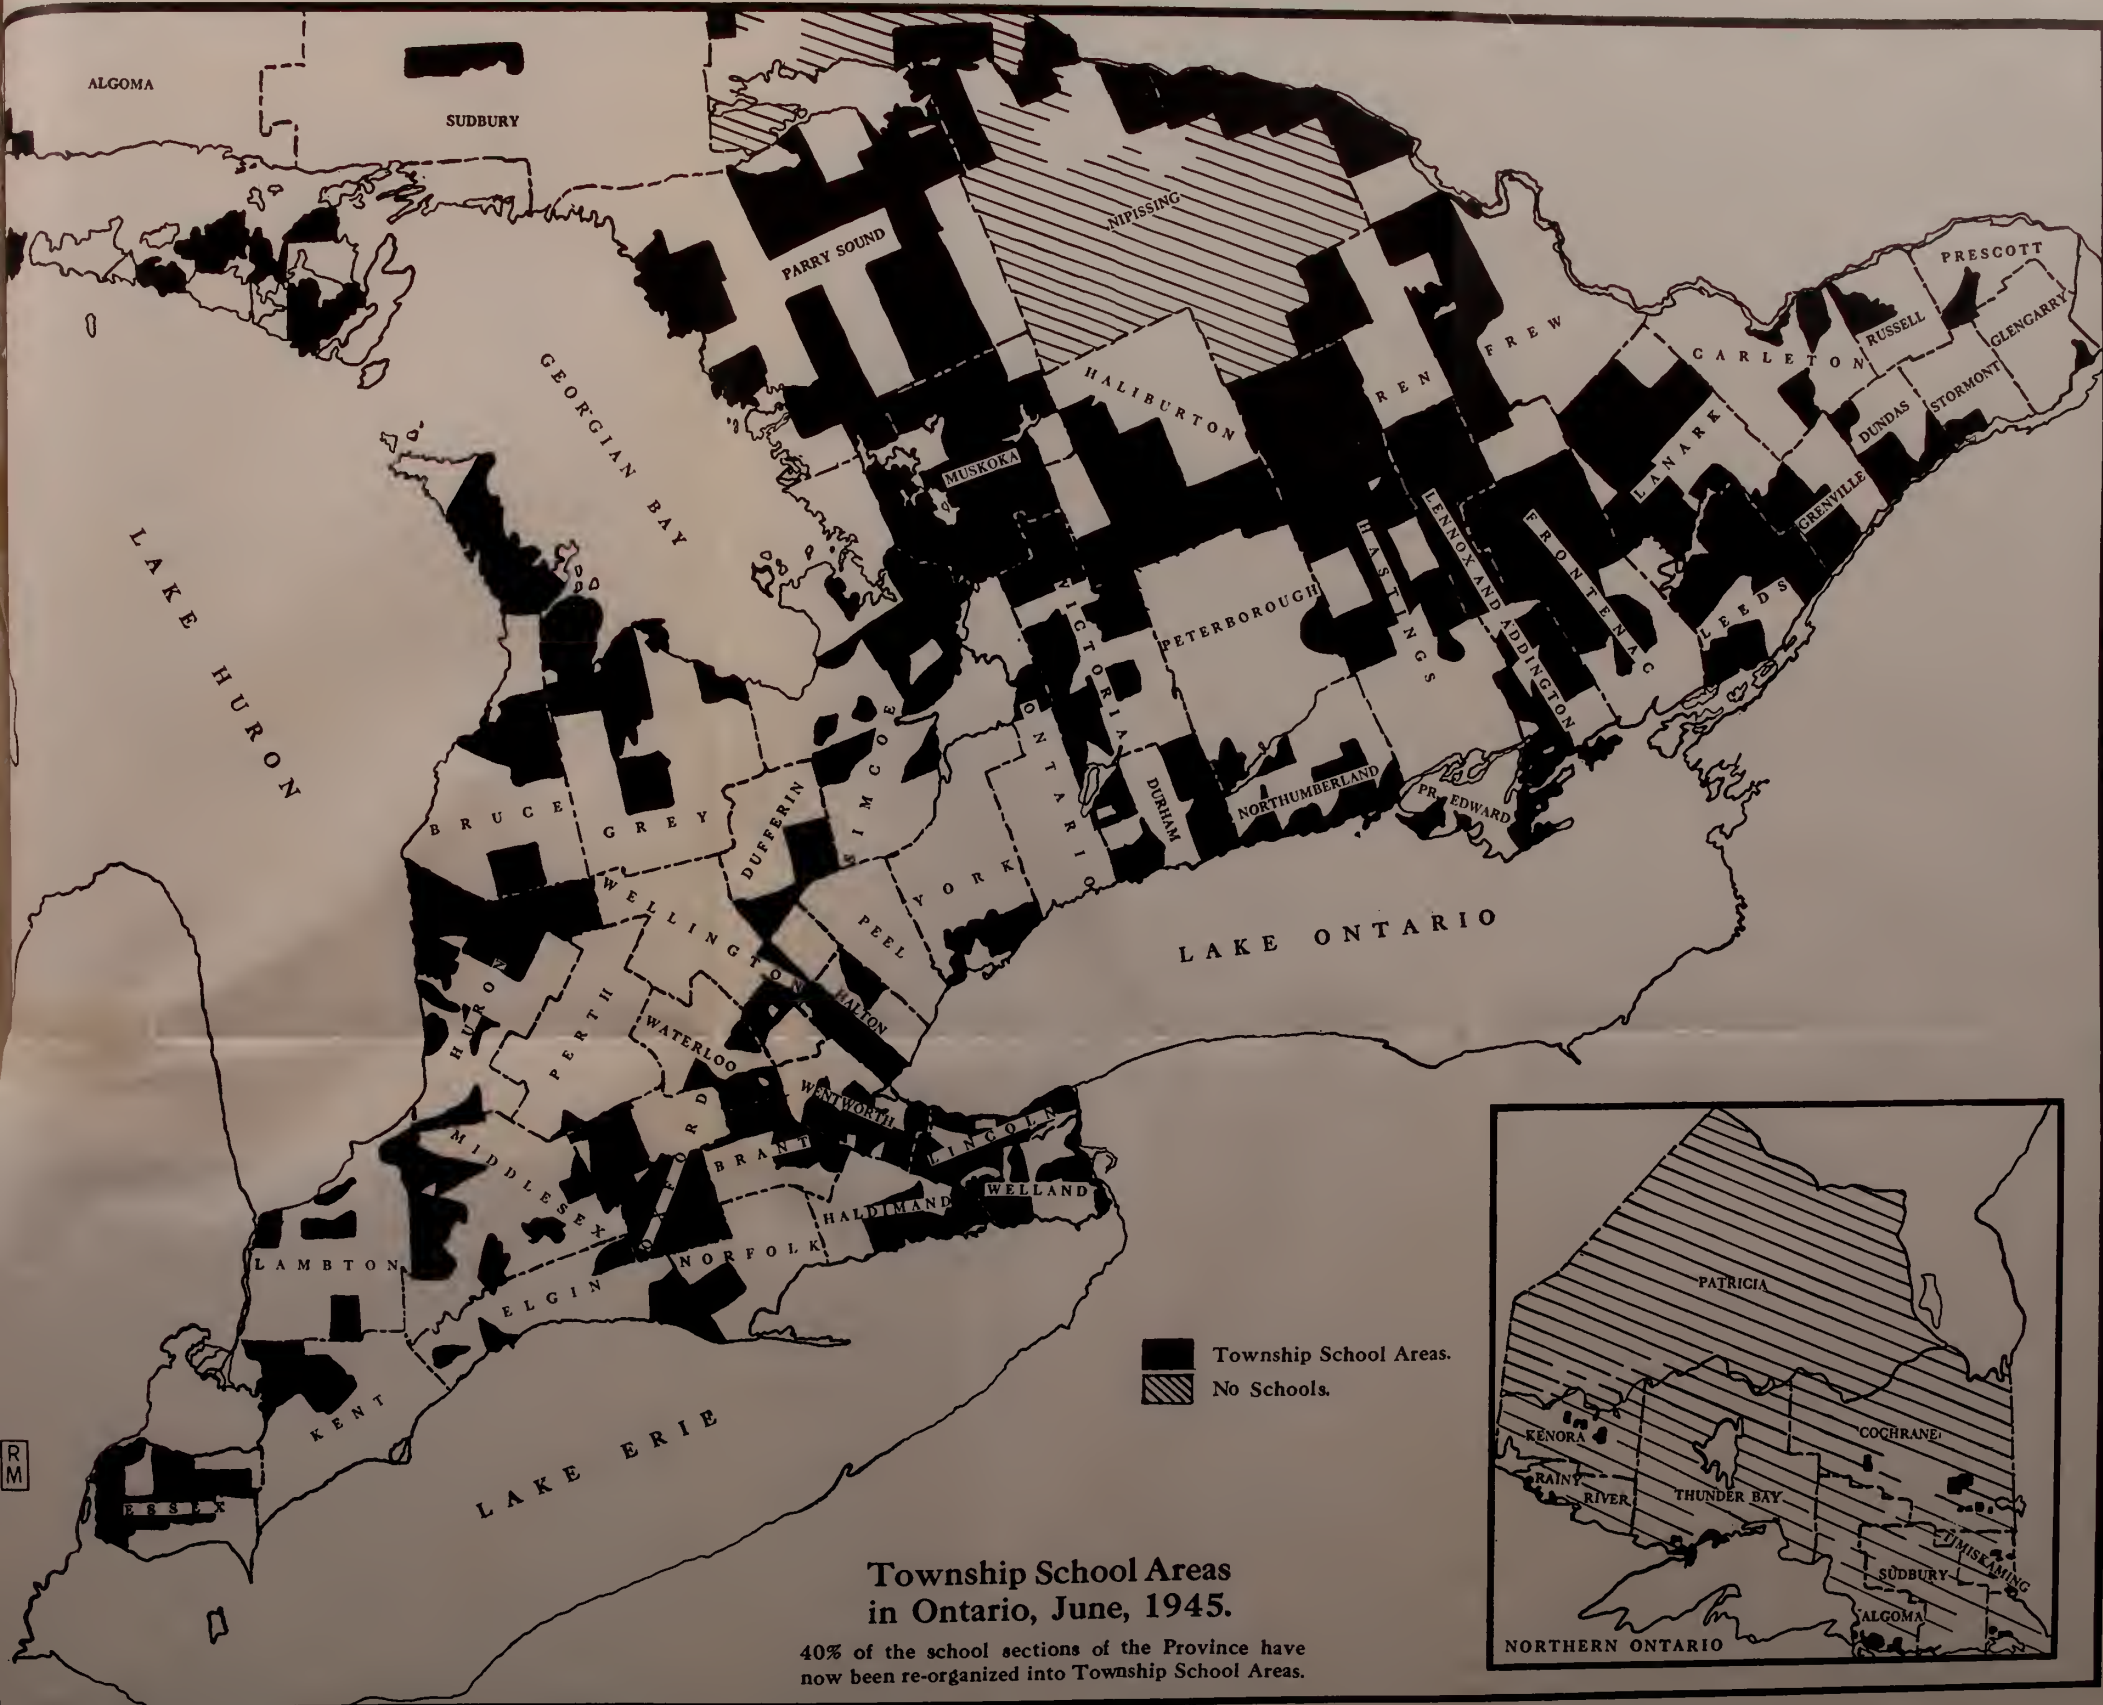 ALGOMA
SUDBURY
NIPISSING
PARRY SOUND
PRESCOTT
RUSSELL
GLENGARRY
CARLETON
STORMONT
DUNDAS
RENFREW
HALIBURTON
LANARK
GRENVILLE
GEORGIAN BAY
MUSKOKA
LAKE HURON
HASTINGS
LENNOX AND ADDINGTON
FRONTENAC
LEEDS
VICTORIA
PETERBOROUGH
ONTARIO
SIMCOE
DURHAM
NORTHUMBERLAND
PR. EDWARD
BRUCE
GREY
DUFFERIN
WELLINGTON
PEEL
YORK
LAKE ONTARIO
HURON
PERTH
WATERLOO
HALTON
WENTWORTH
LINCOLN
MIDDLESEX
OXFORD
BRANT
HALDIMAND
WELLAND
NORFOLK
LAMBTON
ELGIN
KENT
ESSEX
LAKE ERIE
RM
Township School Areas.
No Schools.
Township School Areas
in Ontario, June, 1945.
40% of the school sections of the Province have
now been re-organized into Township School Areas.
PATRICIA
KENORA
COCHRANE
RAINY
RIVER
THUNDER BAY
TIMISKAMING
SUDBURY
ALGOMA
NORTHERN ONTARIO